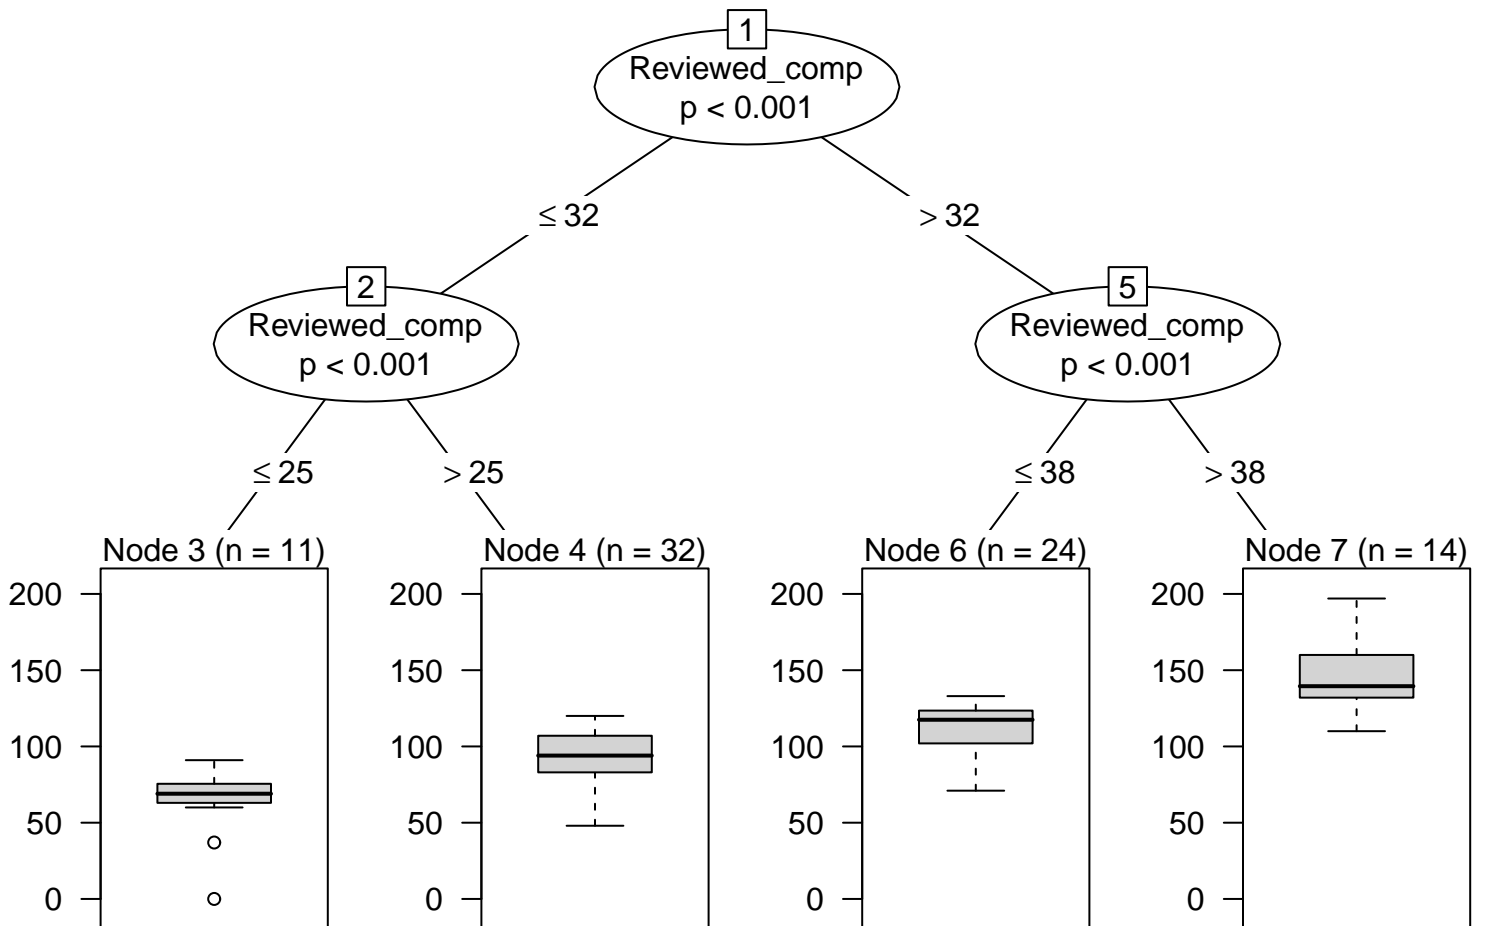 1
Reviewed_comp
p < 0.001
≤ 32
> 32
2
Reviewed_comp
p < 0.001
5
Reviewed_comp
p < 0.001
≤ 25
> 25
≤ 38
> 38
Node 3 (n = 11)
200
150
100
50
0
Node 4 (n = 32)
200
150
100
50
0
Node 6 (n = 24)
200
150
100
50
0
Node 7 (n = 14)
200
150
100
50
0